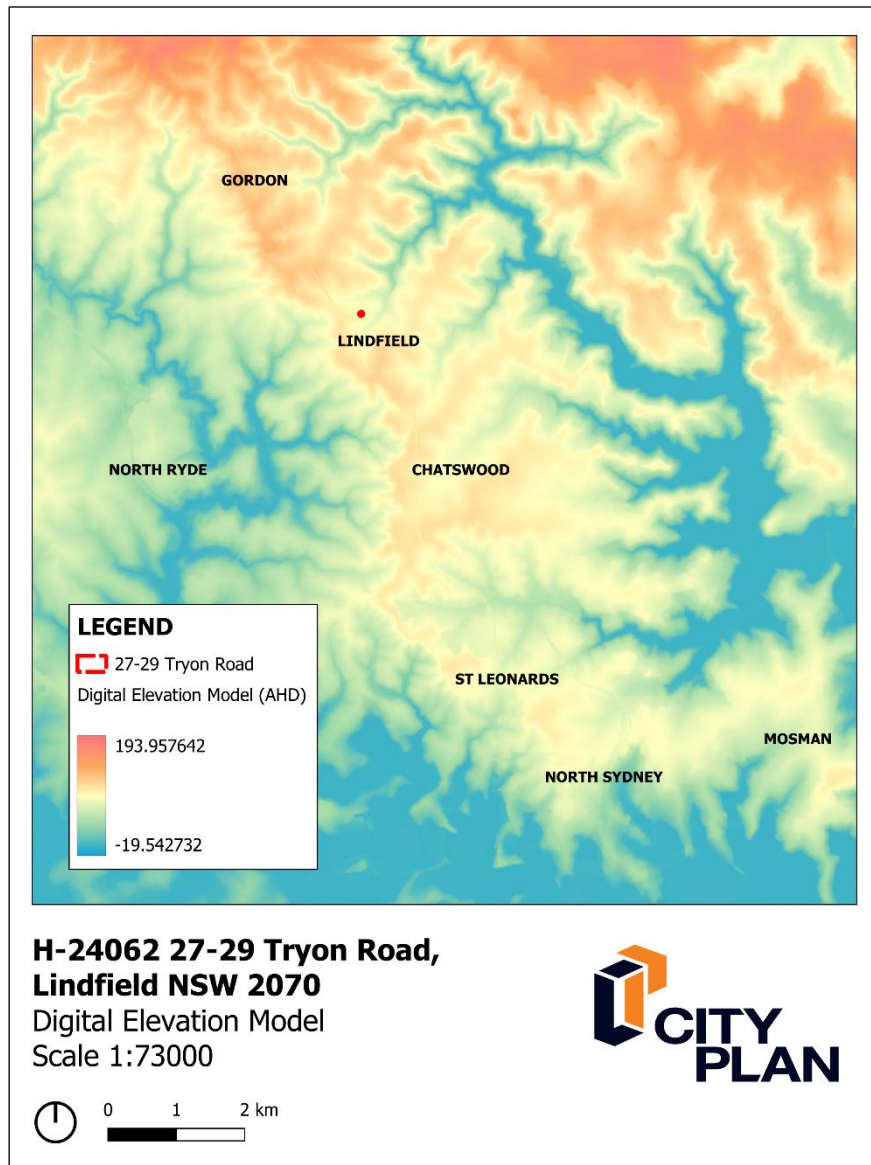 GORDON
LINDFIELD
NORTH RYDE
CHATSWOOD
LEGEND
27-29 Tryon Road
Digital Elevation Model (AHD)
193.957642
-19.542732
ST LEONARDS
MOSMAN
NORTH SYDNEY
H-24062 27-29 Tryon Road,
Lindfield NSW 2070
Digital Elevation Model
Scale 1:73000
0 1 2 km
CITY
PLAN